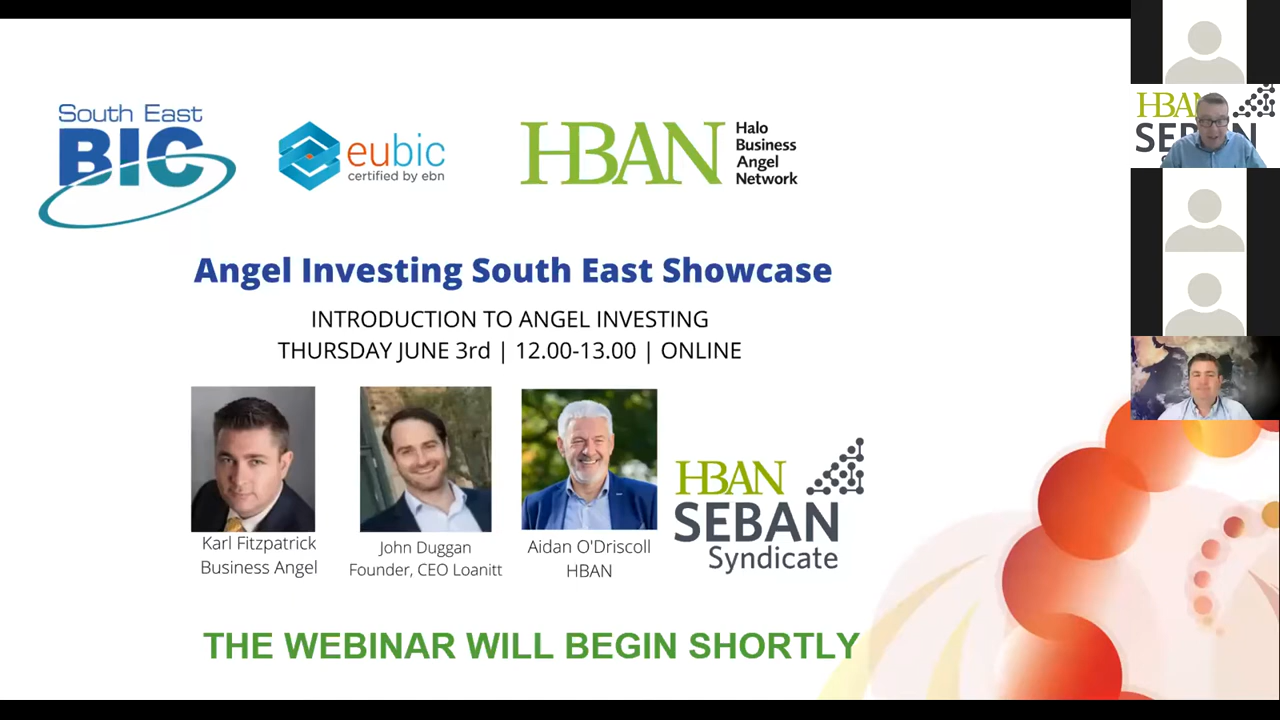 South East
BIC
eubic
certified by ebn
HBAN
Halo
Business
Angel
Network
Angel Investing South East Showcase
INTRODUCTION TO ANGEL INVESTING
THURSDAY JUNE 3rd | 12.00-13.00 | ONLINE
Karl Fitzpatrick
Business Angel
John Duggan
Founder, CEO Loanitt
Aidan O'Driscoll
HBAN
HBAN
SEBAN
Syndicate
THE WEBINAR WILL BEGIN SHORTLY